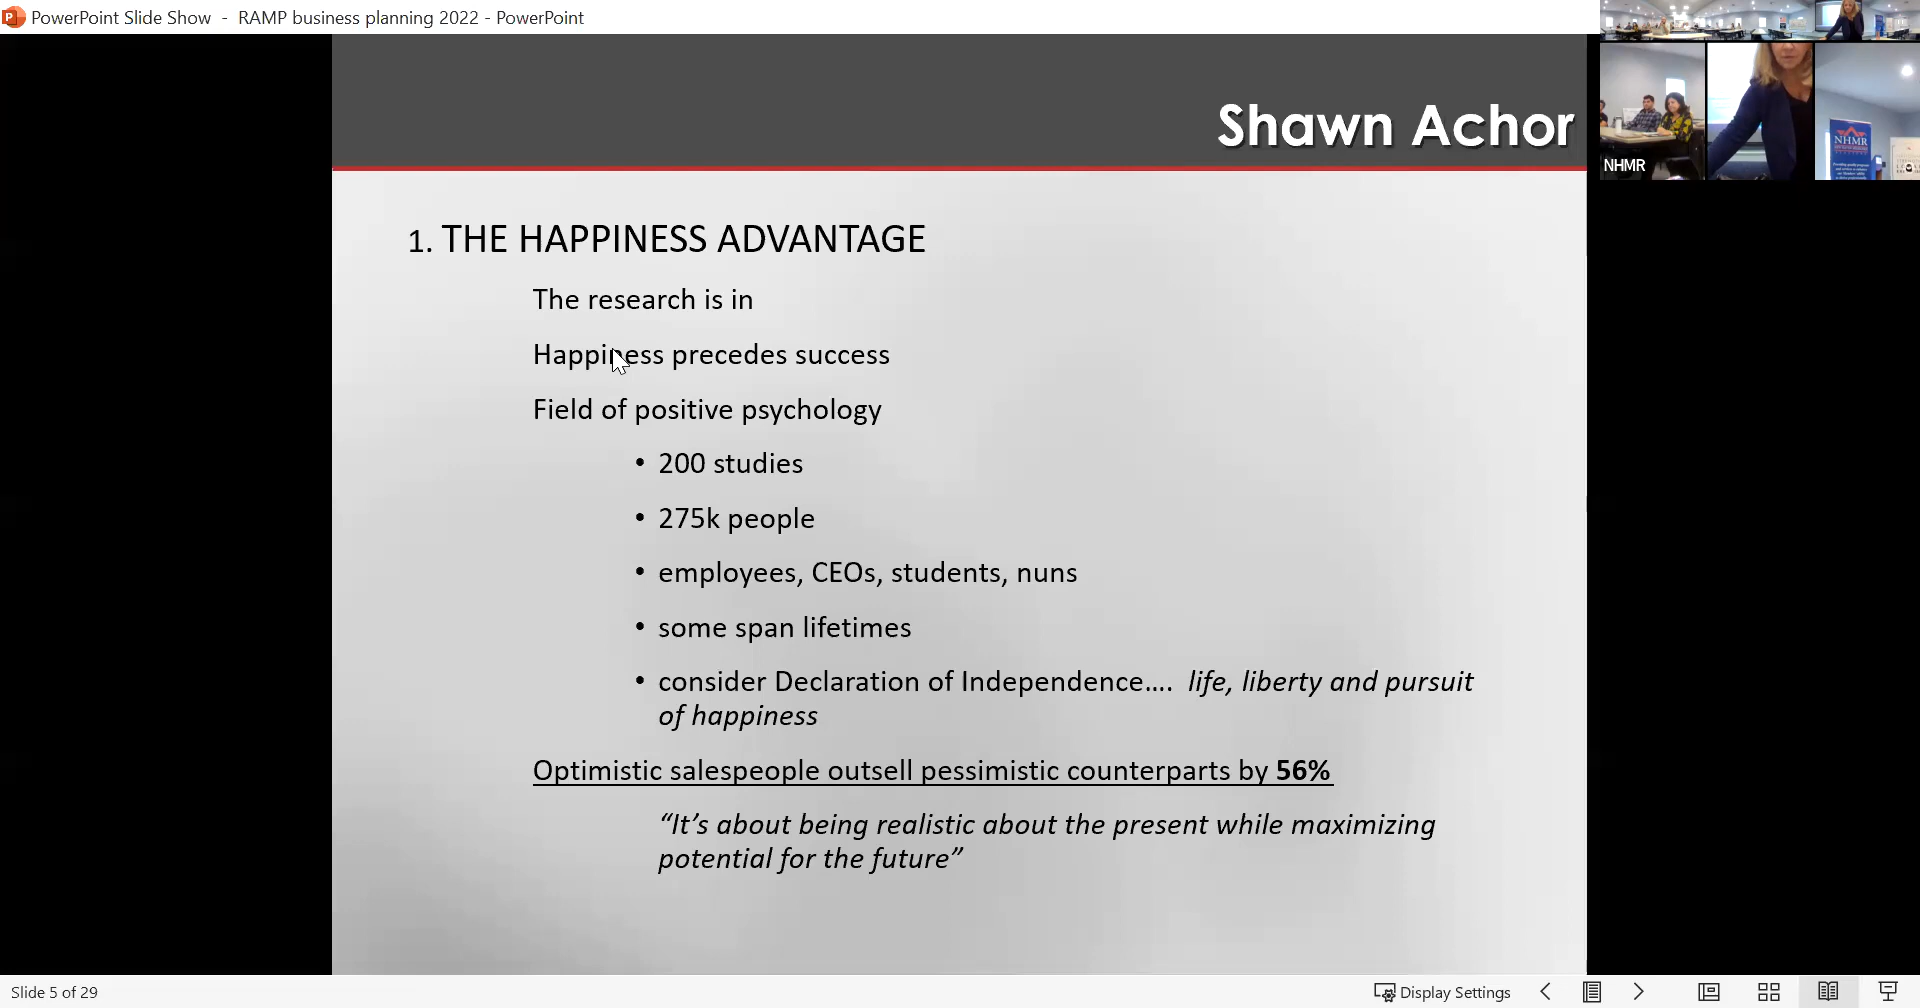 PowerPoint Slide Show - RAMP business planning 2022 - PowerPoint
Shawn Achor
NHMR
NHMR
1. THE HAPPINESS ADVANTAGE
The research is in
Happiness precedes success
Field of positive psychology
• 200 studies
• 275k people
• employees, CEOs, students, nuns
• some span lifetimes
• consider Declaration of Independence…. life, liberty and pursuit
of happiness
Optimistic salespeople outsell pessimistic counterparts by 56%
“It’s about being realistic about the present while maximizing
potential for the future”
Slide 5 of 29
Display Settings